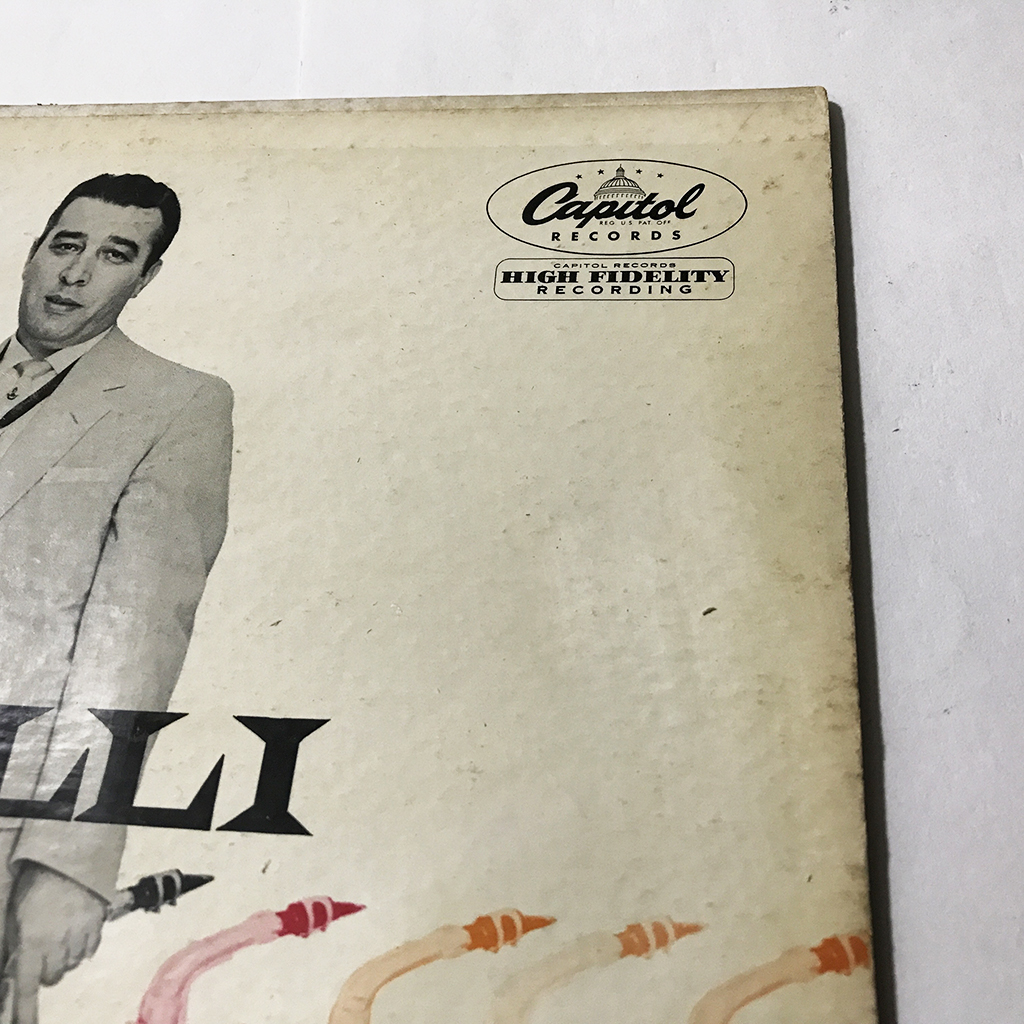 Capitol
REG. U.S. PAT. OFF.
RECORDS
CAPITOL RECORDS
HIGH FIDELITY
RECORDING
LLI